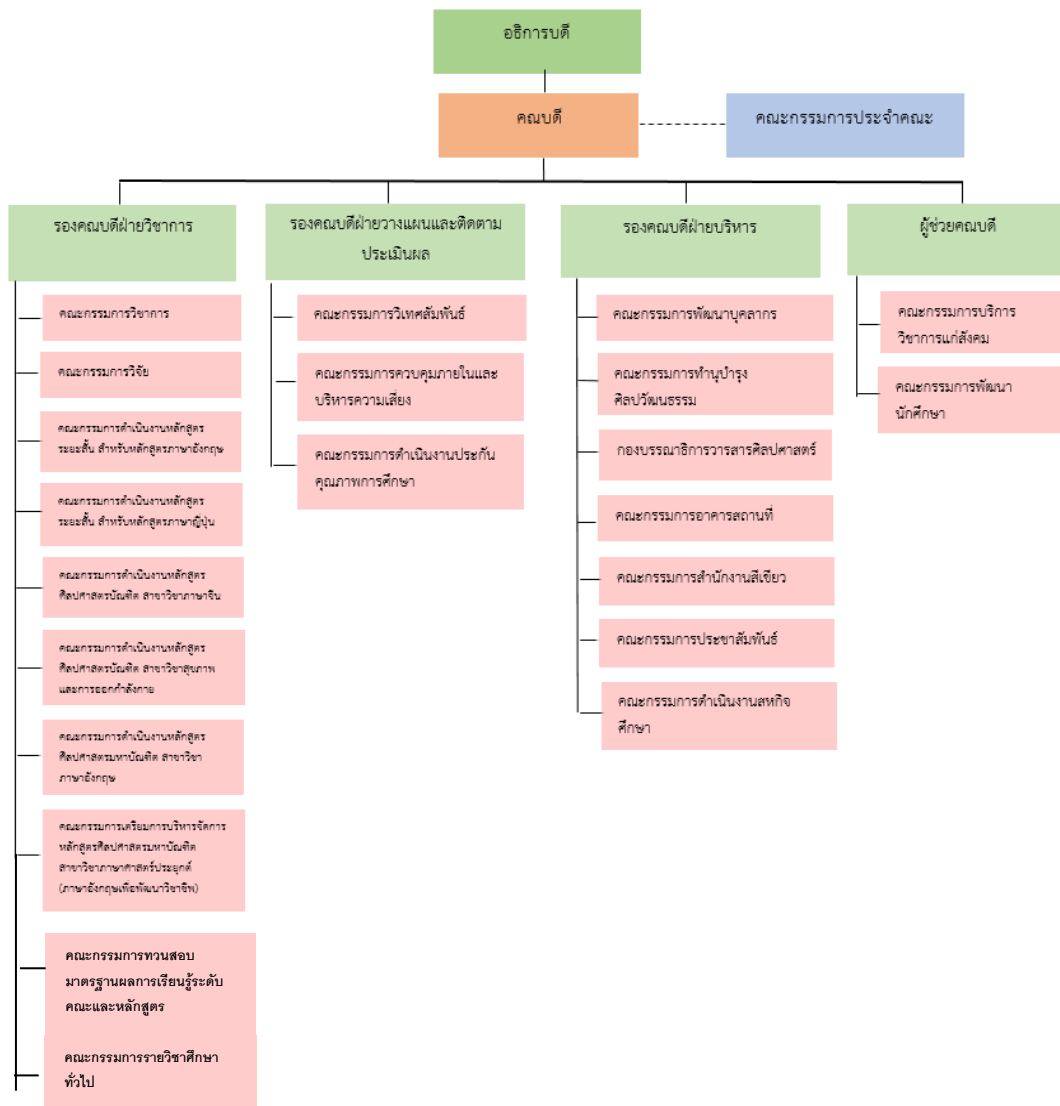 อธิการบดี
คณบดี
คณะกรรมการประจำคณะ
รองคณบดีฝ่ายวิชาการ
คณะกรรมการวิชาการ
คณะกรรมการวิจัย
คณะกรรมการดำเนินงานหลักสูตร
ระยะสั้น สำหรับหลักสูตรภาษาอังกฤษ
คณะกรรมการดำเนินงานหลักสูตร
ระยะสั้น สำหรับหลักสูตรภาษาญี่ปุ่น
คณะกรรมการดำเนินงานหลักสูตร
ศิลปศาสตรบัณฑิต สาขาวิชาภาษาจีน
คณะกรรมการดำเนินงานหลักสูตร
ศิลปศาสตรบัณฑิต สาขาวิชาสุขภาพ
และการออกกำลังกาย
คณะกรรมการดำเนินงานหลักสูตร
ศิลปศาสตรมหาบัณฑิต สาขาวิชา
ภาษาอังกฤษ
คณะกรรมการเตรียมการบริหารจัดการ
หลักสูตรศิลปศาสตรมหาบัณฑิต
สาขาวิชาภาษาศาสตร์ประยุกต์
(ภาษาอังกฤษเพื่อพัฒนาวิชาชีพ)
คณะกรรมการทวนสอบ
มาตรฐานผลการเรียนรู้ระดับ
คณะและหลักสูตร
คณะกรรมการรายวิชาศึกษา
ทั่วไป
รองคณบดีฝ่ายวางแผนและติดตาม
ประเมินผล
คณะกรรมการวิเทศสัมพันธ์
คณะกรรมการควบคุมภายในและ
บริหารความเสี่ยง
คณะกรรมการดำเนินงานประกัน
คุณภาพการศึกษา
รองคณบดีฝ่ายบริหาร
คณะกรรมการพัฒนาบุคลากร
คณะกรรมการทำนุบำรุง
ศิลปวัฒนธรรม
กองบรรณาธิการวารสารศิลปศาสตร์
คณะกรรมการอาคารสถานที่
คณะกรรมการสำนักงานสีเขียว
คณะกรรมการประชาสัมพันธ์
คณะกรรมการดำเนินงานสหกิจ
ศึกษา
ผู้ช่วยคณบดี
คณะกรรมการบริการ
วิชาการแก่สังคม
คณะกรรมการพัฒนา
นักศึกษา